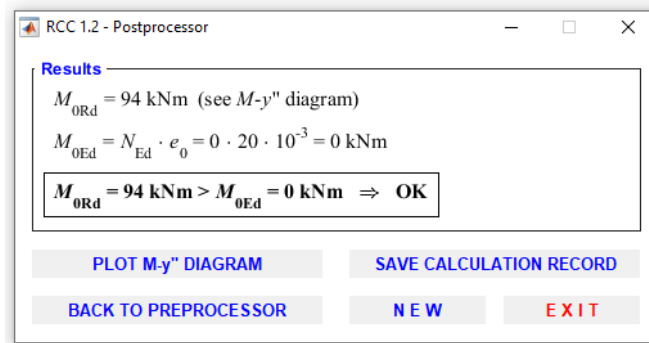 RCC 1.2 - Postprocessor
Results
M0Rd = 94 kNm (see M-y" diagram)
M0Ed = NEd · e0 = 0 · 20 · 10-3 = 0 kNm
M0Rd = 94 kNm > M0Ed = 0 kNm ⇒ OK
PLOT M-y" DIAGRAM SAVE CALCULATION RECORD
BACK TO PREPROCESSOR N E W E X I T